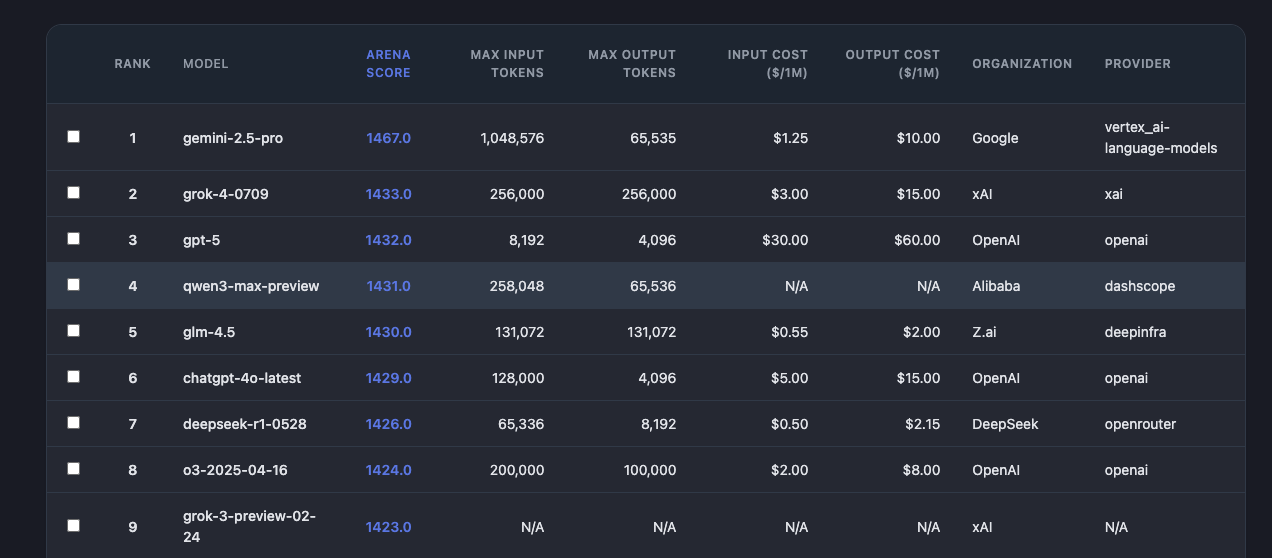 RANK MODEL ARENA SCORE MAX INPUT TOKENS MAX OUTPUT TOKENS INPUT COST ($/1M) OUTPUT COST ($/1M) ORGANIZATION PROVIDER
1 gemini-2.5-pro 1467.0 1,048,576 65,535 $1.25 $10.00 Google vertex_ai-language-models
2 grok-4-0709 1433.0 256,000 256,000 $3.00 $15.00 xAI xai
3 gpt-5 1432.0 8,192 4,096 $30.00 $60.00 OpenAI openai
4 qwen3-max-preview 1431.0 258,048 65,536 N/A N/A Alibaba dashscope
5 glm-4.5 1430.0 131,072 131,072 $0.55 $2.00 Z.ai deepinfra
6 chatgpt-4o-latest 1429.0 128,000 4,096 $5.00 $15.00 OpenAI openai
7 deepseek-r1-0528 1426.0 65,336 8,192 $0.50 $2.15 DeepSeek openrouter
8 o3-2025-04-16 1424.0 200,000 100,000 $2.00 $8.00 OpenAI openai
9 grok-3-preview-02-24 1423.0 N/A N/A N/A N/A xAI N/A